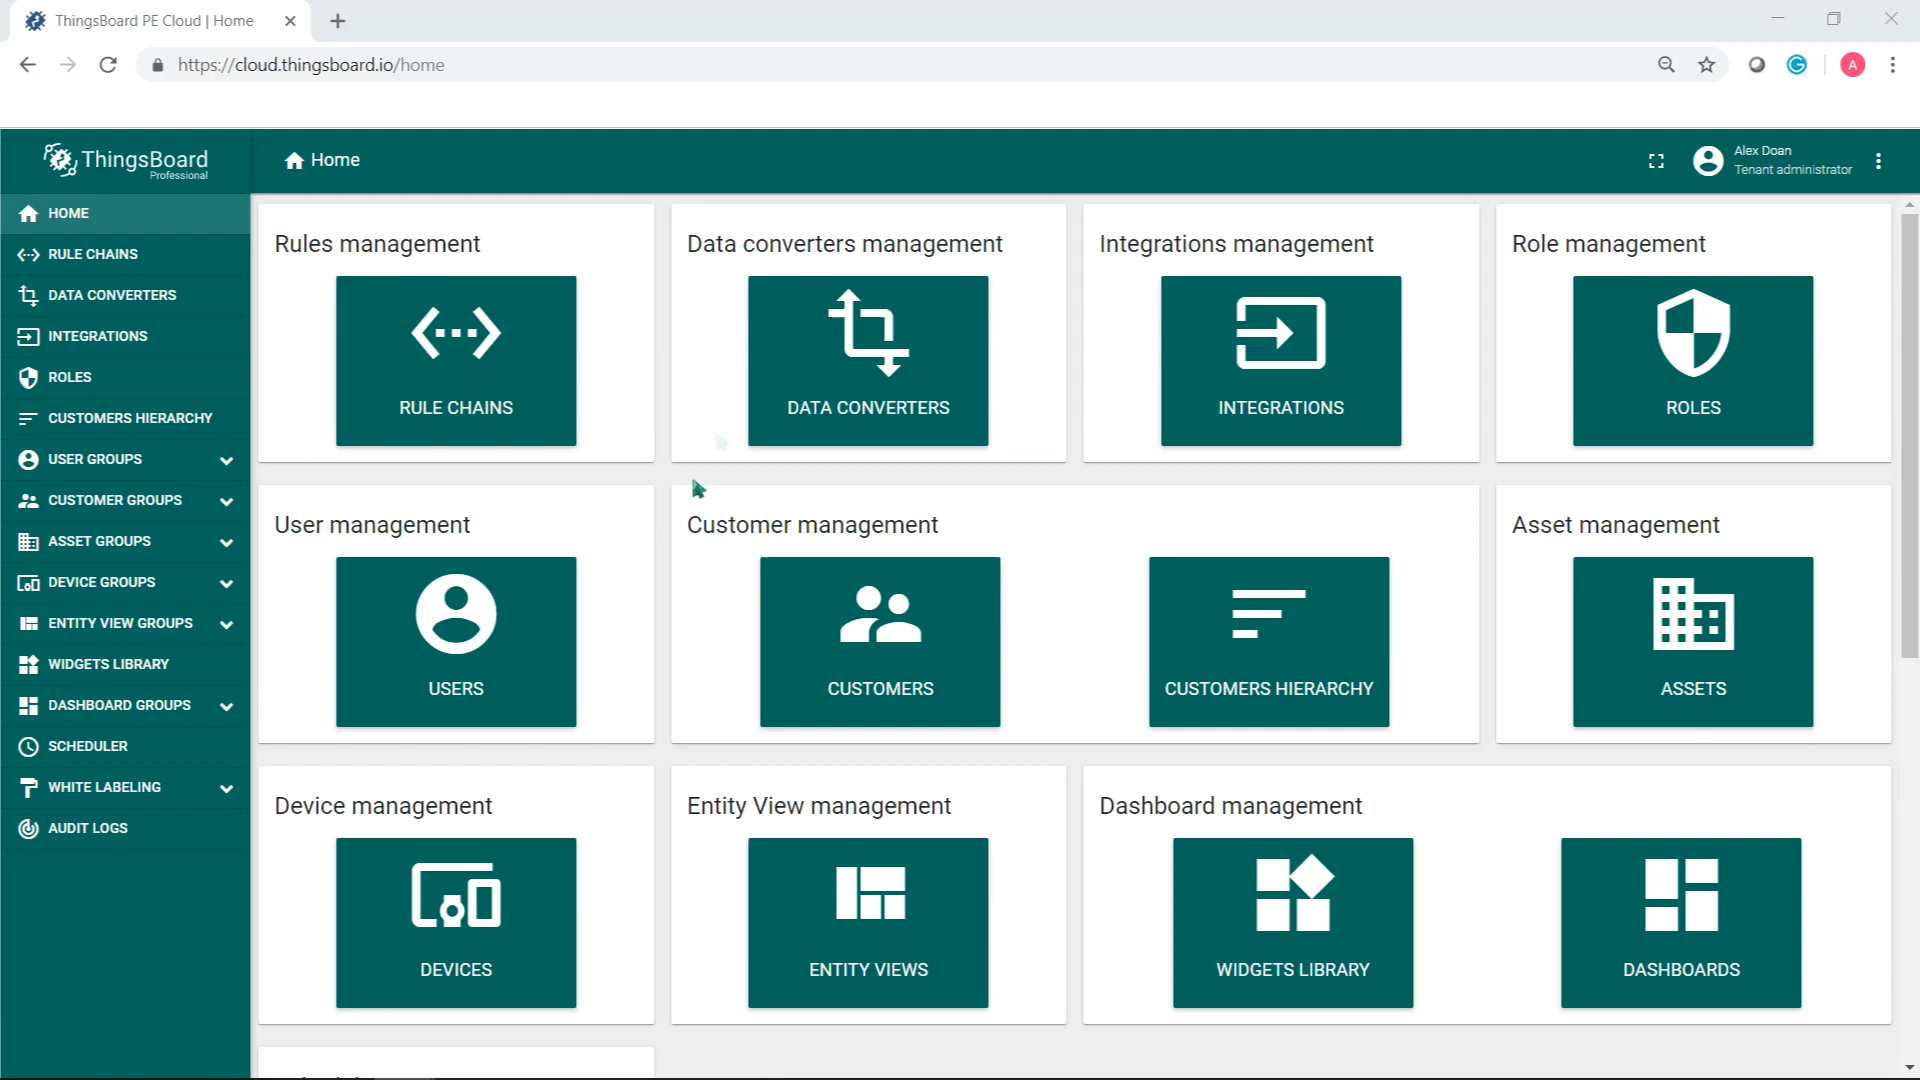 ThingsBoard PE Cloud | Home
https://cloud.thingsboard.io/home
A
ThingsBoard
Professional
Home
Alex Doan
Tenant administrator
HOME
RULE CHAINS
DATA CONVERTERS
INTEGRATIONS
ROLES
CUSTOMERS HIERARCHY
USER GROUPS
CUSTOMER GROUPS
ASSET GROUPS
DEVICE GROUPS
ENTITY VIEW GROUPS
WIDGETS LIBRARY
DASHBOARD GROUPS
SCHEDULER
WHITE LABELING
AUDIT LOGS
Rules management
RULE CHAINS
Data converters management
DATA CONVERTERS
Integrations management
INTEGRATIONS
Role management
ROLES
User management
USERS
Customer management
CUSTOMERS
CUSTOMERS HIERARCHY
Asset management
ASSETS
Device management
DEVICES
Entity View management
ENTITY VIEWS
Dashboard management
WIDGETS LIBRARY
DASHBOARDS